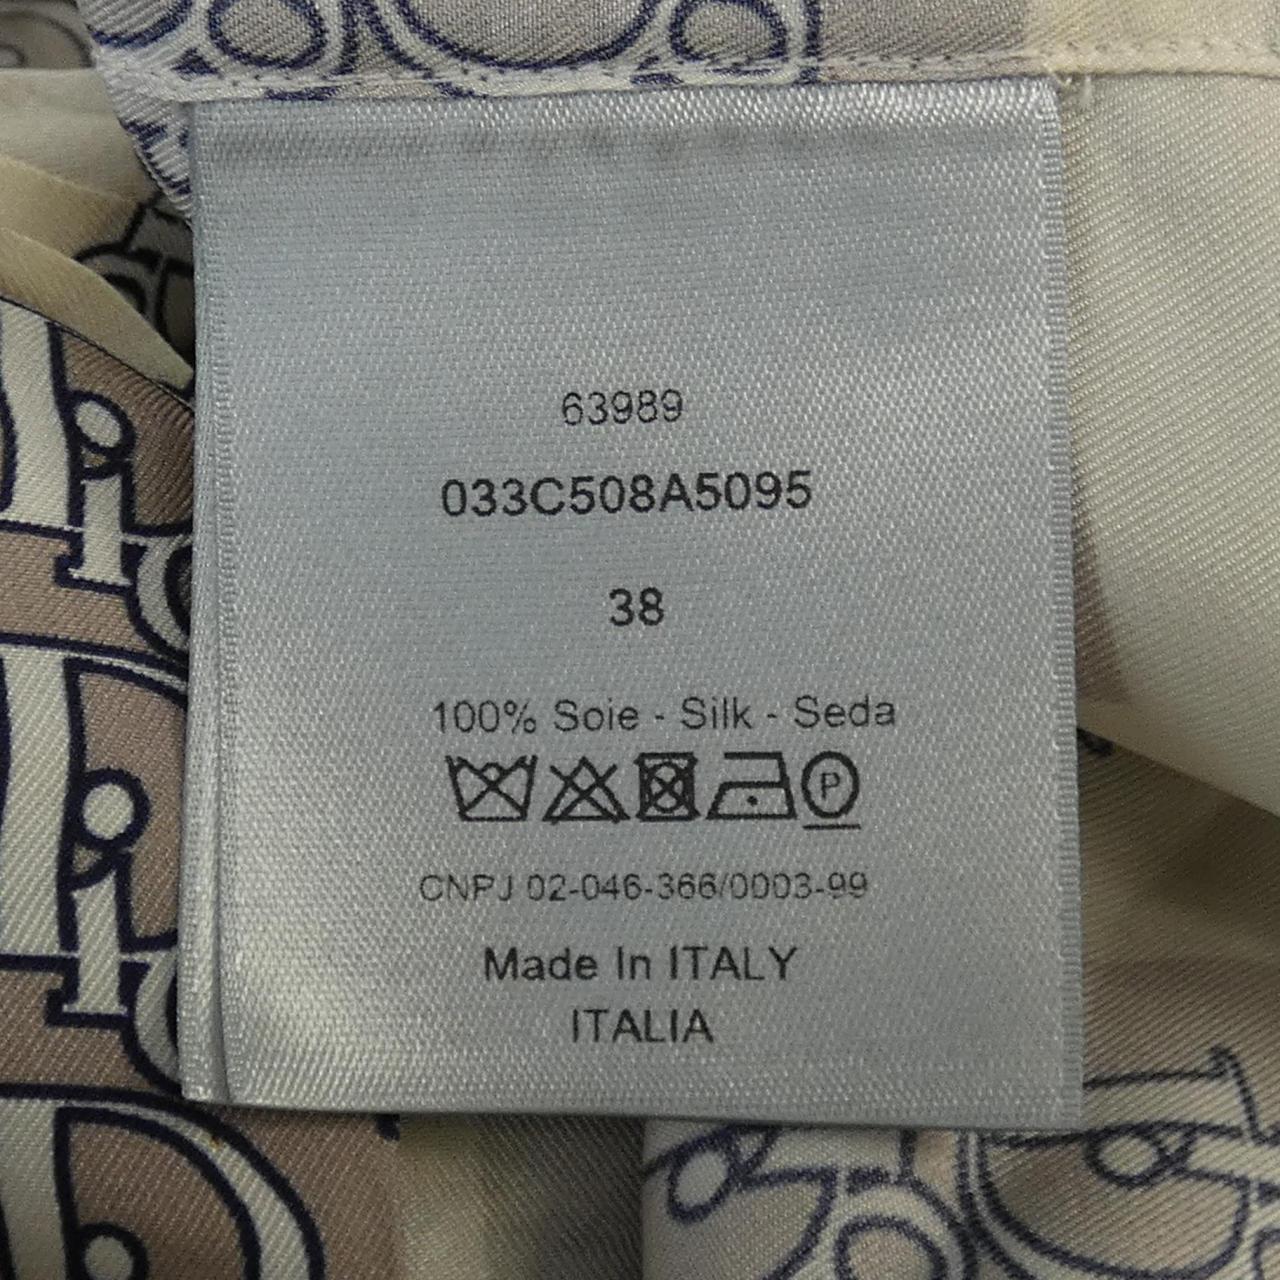 63989
033C508A5095
38
100% Soie - Silk - Seda
P
CNPJ 02-046-366/0003-99
Made In ITALY
ITALIA